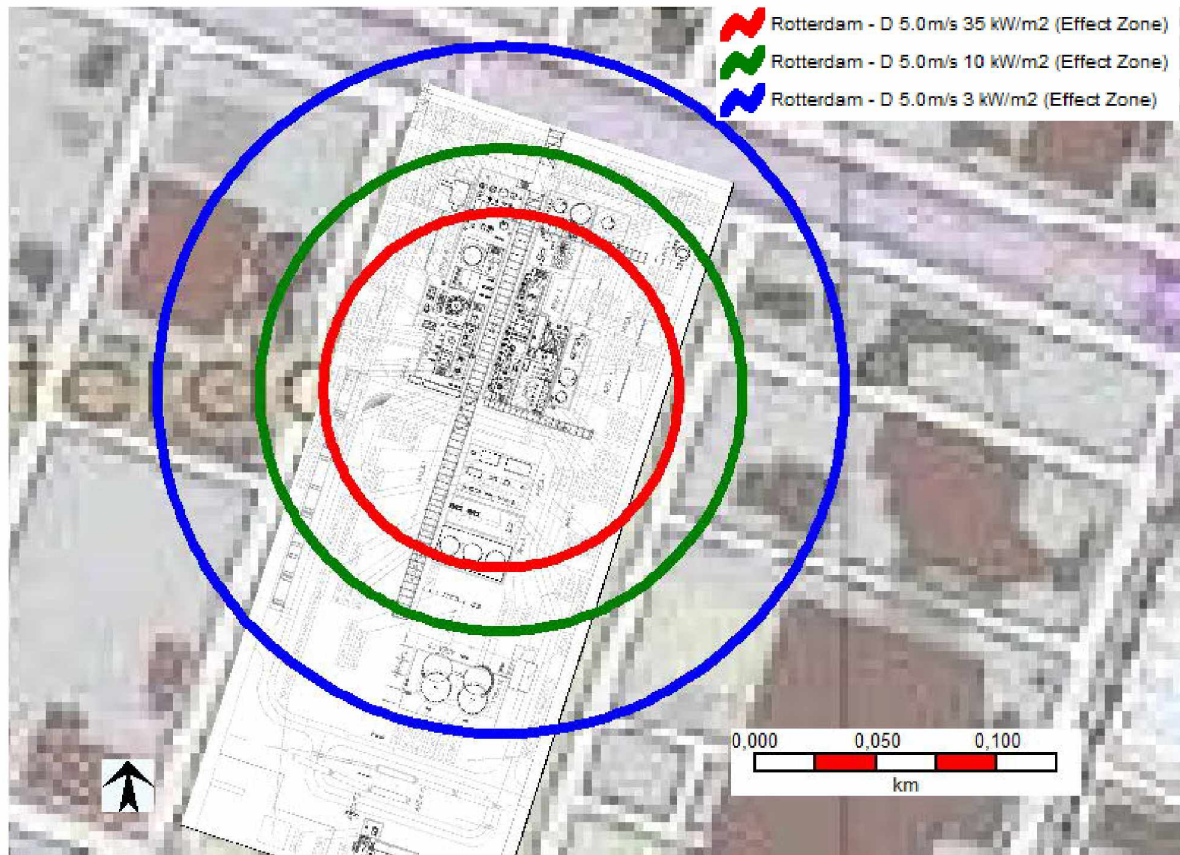 Rotterdam - D 5.0m/s 35 kW/m2 (Effect Zone)
Rotterdam - D 5.0m/s 10 kW/m2 (Effect Zone)
Rotterdam - D 5.0m/s 3 kW/m2 (Effect Zone)
0,000 0,050 0,100
km